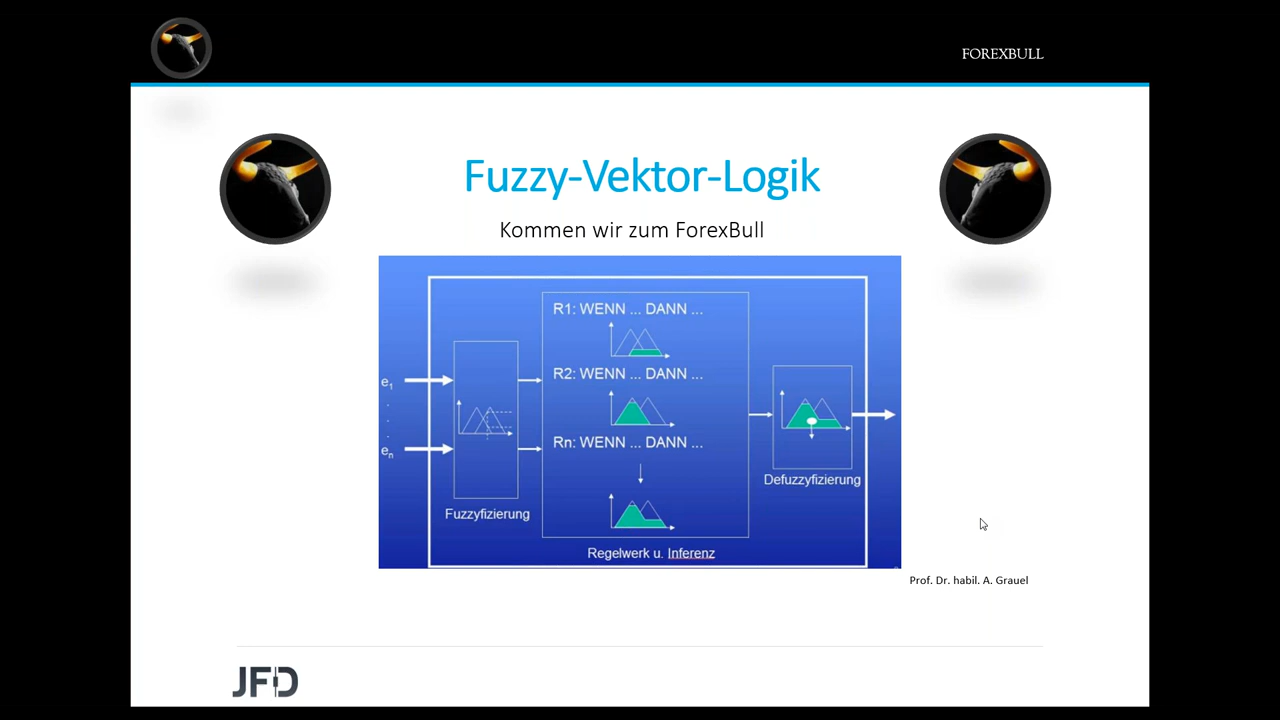 FOREXBULL
Fuzzy-Vektor-Logik
Kommen wir zum ForexBull
R1: WENN ... DANN ...
R2: WENN ... DANN ...
e1
.
.
.
en
Rn: WENN ... DANN ...
Defuzzyfizierung
Fuzzyfizierung
Regelwerk u. Inferenz
Prof. Dr. habil. A. Grauel
JFD